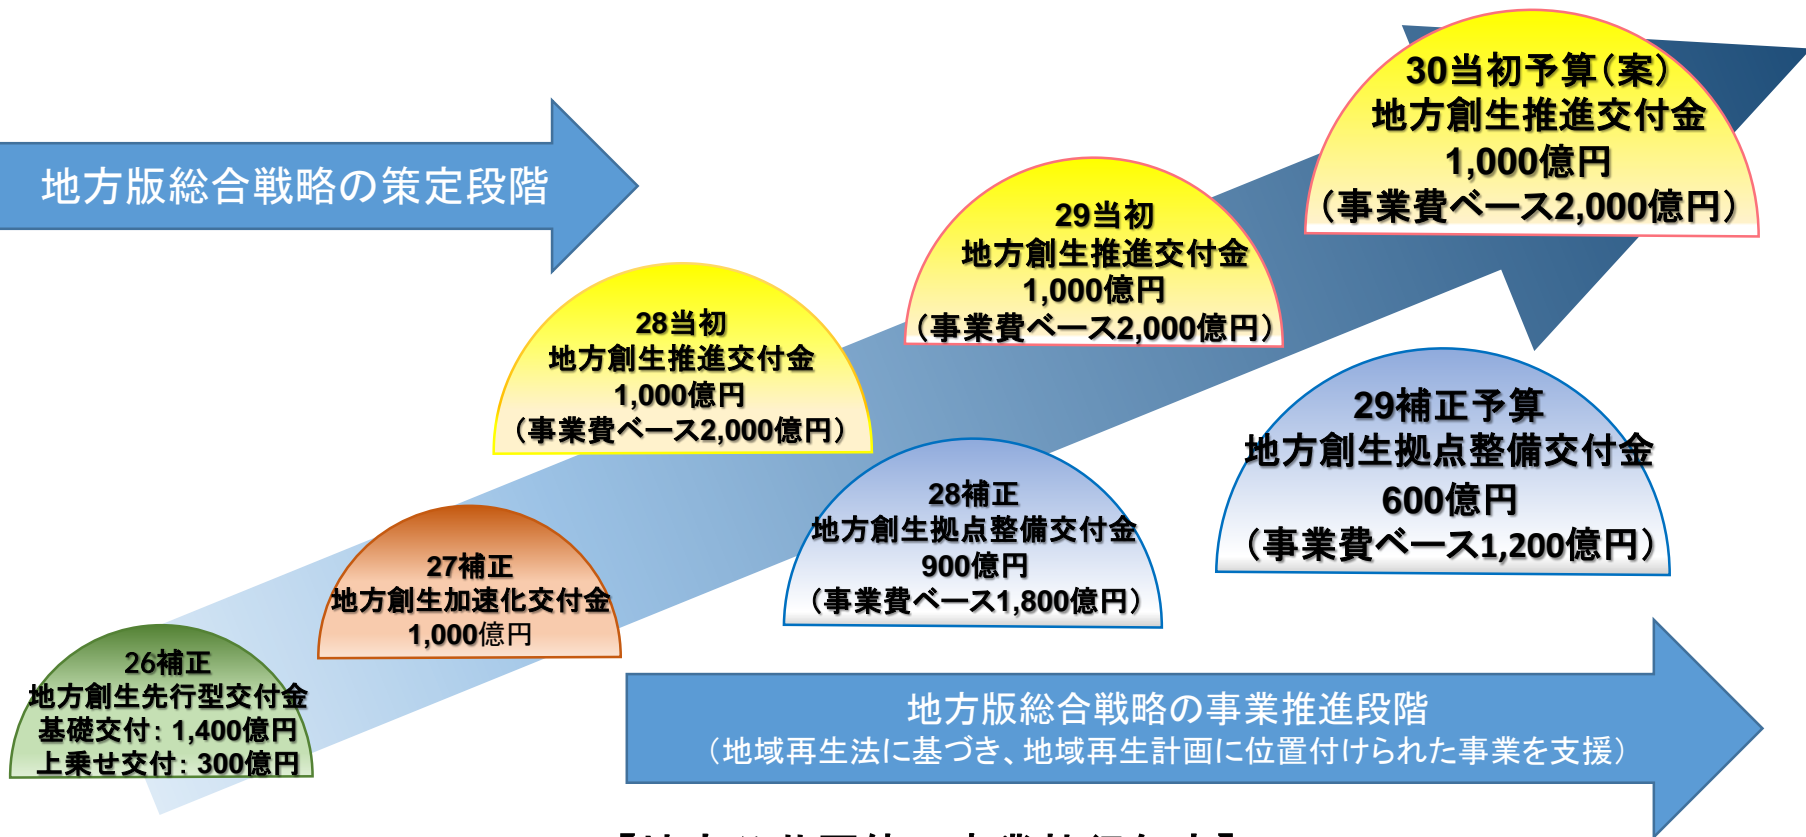 30当初予算（案）
地方創生推進交付金
1,000億円
（事業費ベース2,000億円）
地方版総合戦略の策定段階
29当初
地方創生推進交付金
1,000億円
（事業費ベース2,000億円）
28当初
地方創生推進交付金
1,000億円
（事業費ベース2,000億円）
29補正予算
地方創生拠点整備交付金
600億円
（事業費ベース1,200億円）
28補正
地方創生拠点整備交付金
900億円
（事業費ベース1,800億円）
27補正
地方創生加速化交付金
1,000億円
26補正
地方創生先行型交付金
基礎交付：1,400億円
上乗せ交付：300億円
地方版総合戦略の事業推進段階
（地域再生法に基づき、地域再生計画に位置付けられた事業を支援）